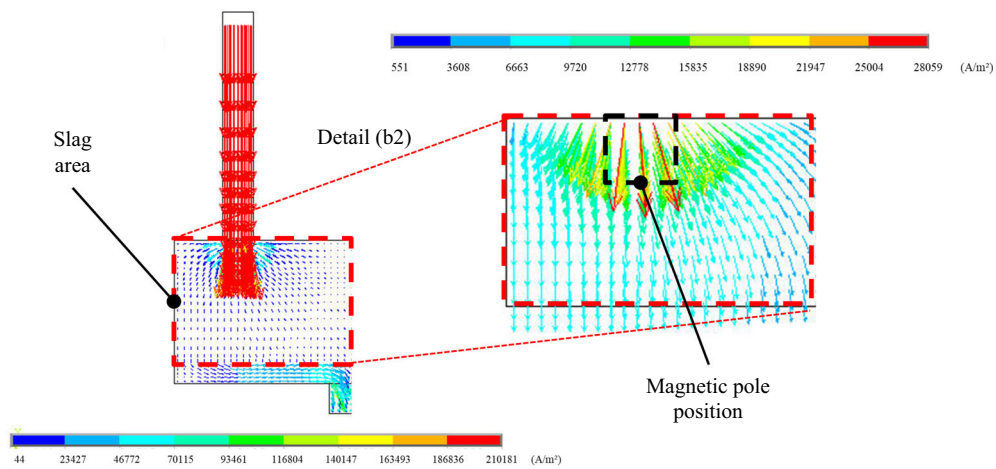 551 3608 6663 9720 12778 15835 18890 21947 25004 28059 (A/m²)
Slag
area
Detail (b2)
Magnetic pole
position
44 23427 46772 70115 93461 116804 140147 163493 186836 210181 (A/m²)